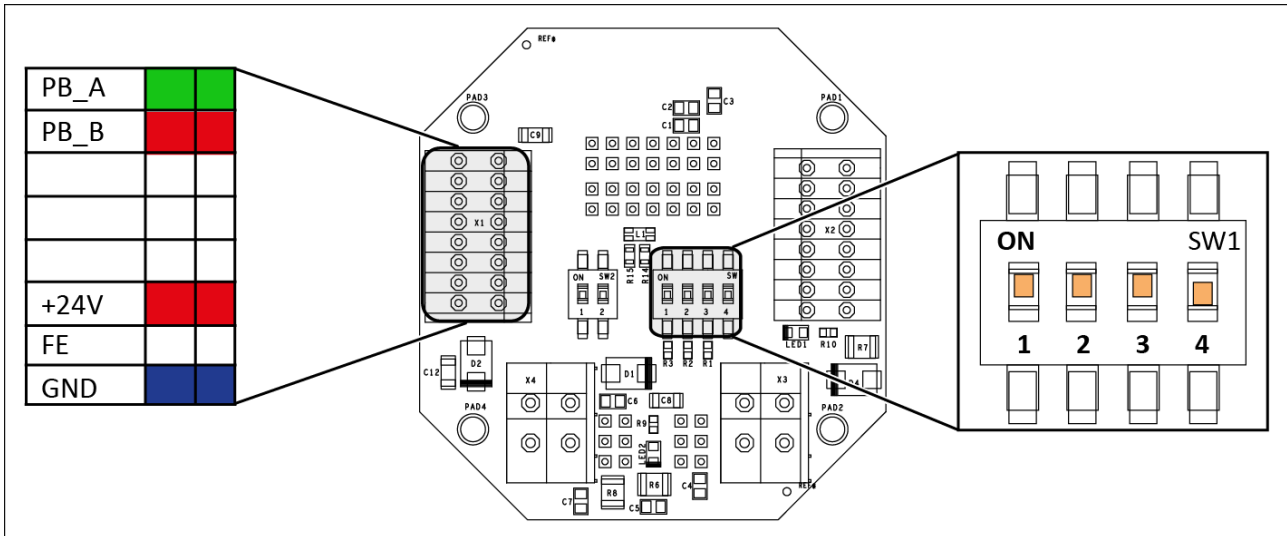 PB_A
PB_B
+24V
FE
GND
REF⌖
PAD3
PAD1
C2
C3
C1
C9
X1
X2
L1
R15
R14
ON SW2
1 2
ON SW
1 2 3 4
LED1
R10
R7
R3 R2 R1
C12
D2
D1
D4
X4
X3
C6
C8
PAD4
PAD2
R9
LED2
R8
R6
C4
C7
C5
ON SW1
1 2 3 4